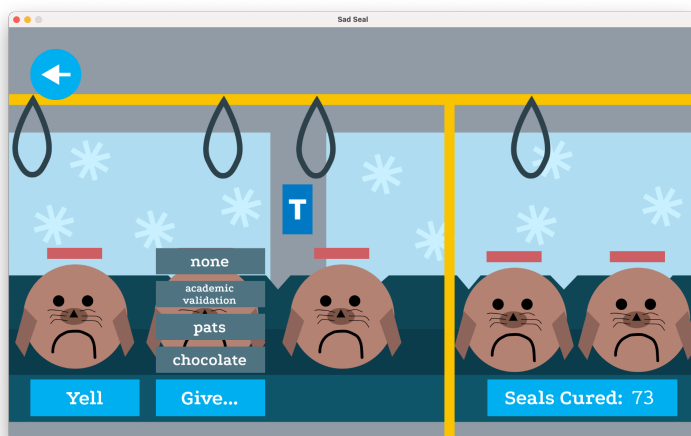 Sad Seal
T
none
academic
validation
pats
chocolate
Yell
Give...
Seals Cured: 73